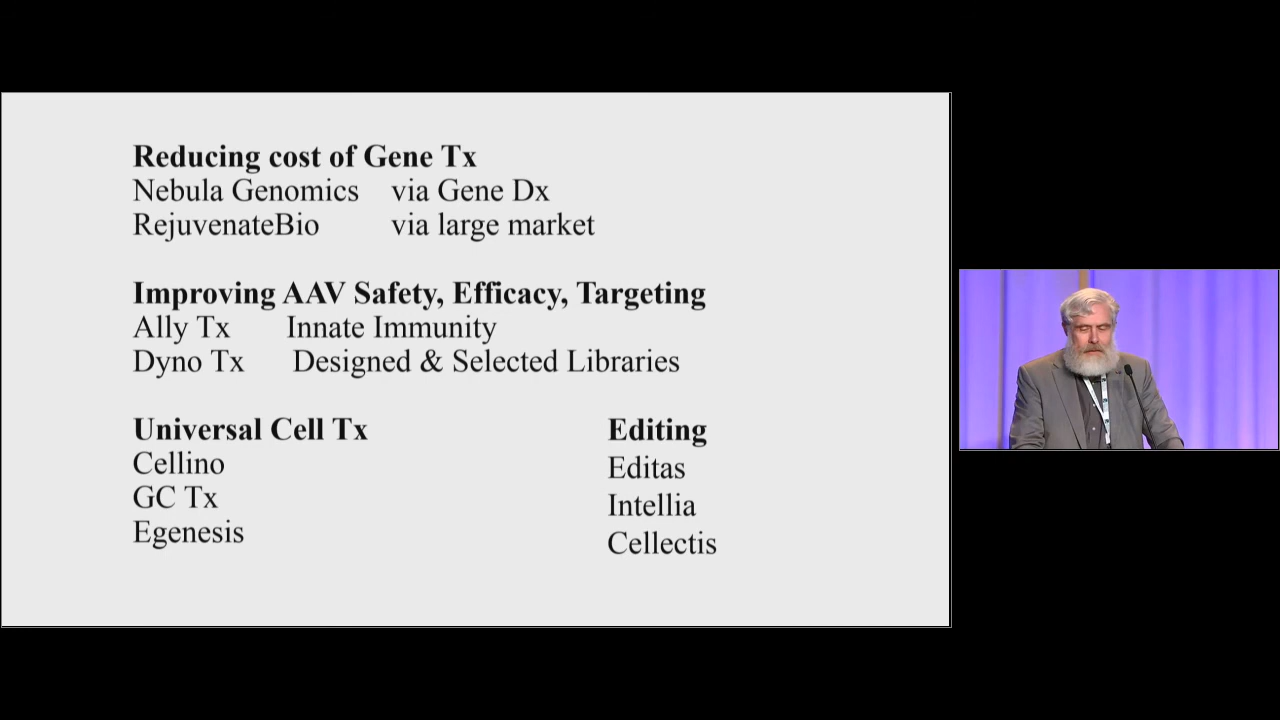 Reducing cost of Gene Tx
Nebula Genomics via Gene Dx
RejuvenateBio via large market
Improving AAV Safety, Efficacy, Targeting
Ally Tx Innate Immunity
Dyno Tx Designed & Selected Libraries
Universal Cell Tx
Cellino
GC Tx
Egenesis
Editing
Editas
Intellia
Cellectis